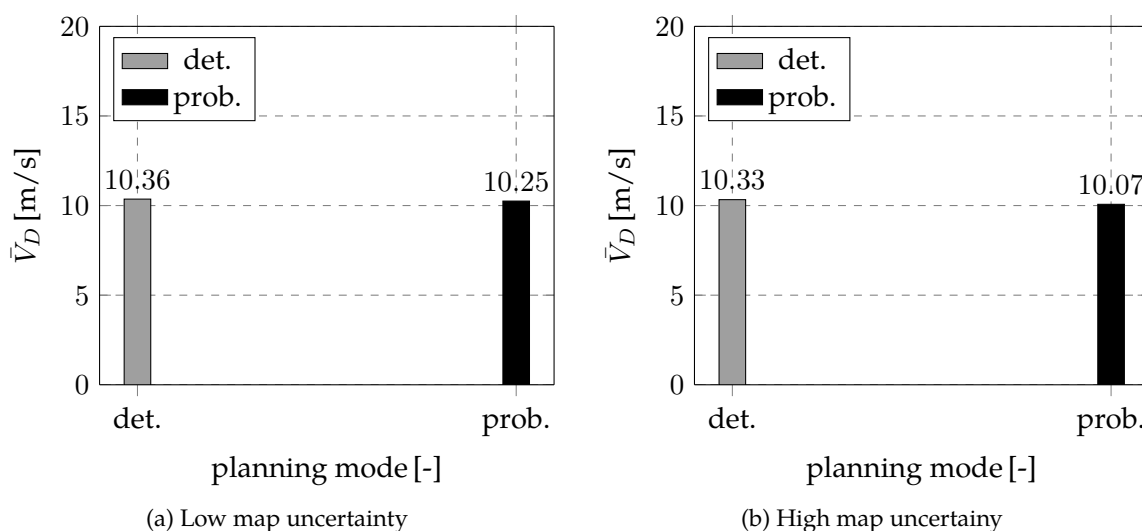 20
15
10
5
0
V̄_D [m/s]
det.
prob.
10.36
10.25
det.
prob.
planning mode [-]
(a) Low map uncertainty
20
15
10
5
0
V̄_D [m/s]
det.
prob.
10.33
10.07
det.
prob.
planning mode [-]
(b) High map uncertainy